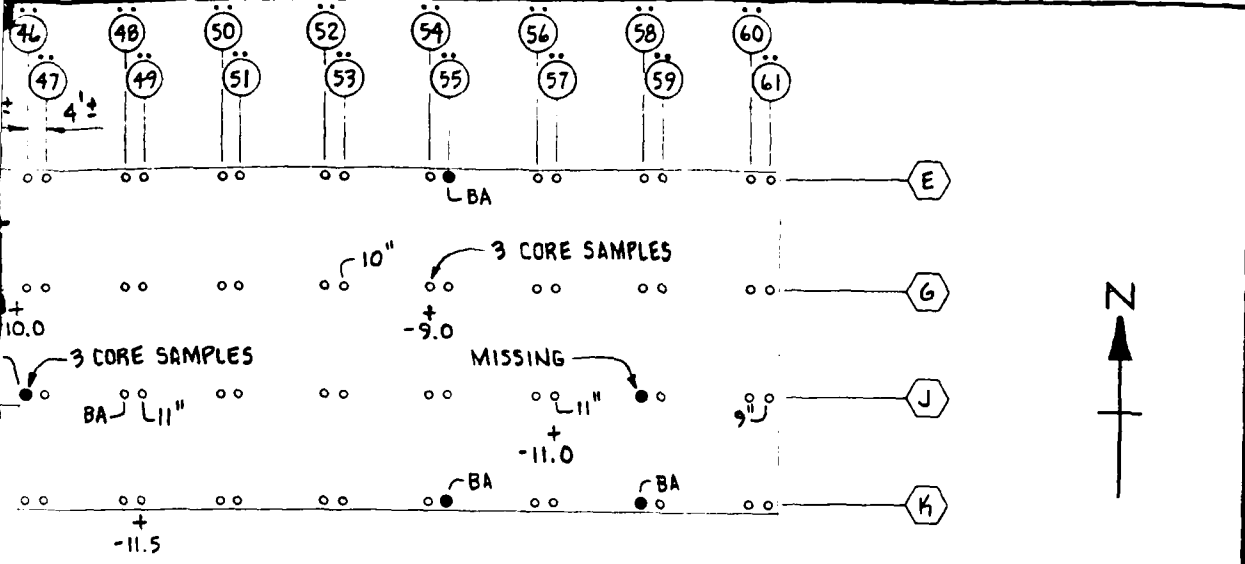 46 48 50 52 54 56 58 60
47 49 51 53 55 57 59 61
± 4'±
E
BA
10" 3 CORE SAMPLES
G
10.0 -9.0
3 CORE SAMPLES MISSING
J
BA 11" 11" 9"
-11.0
BA BA
K
-11.5
N